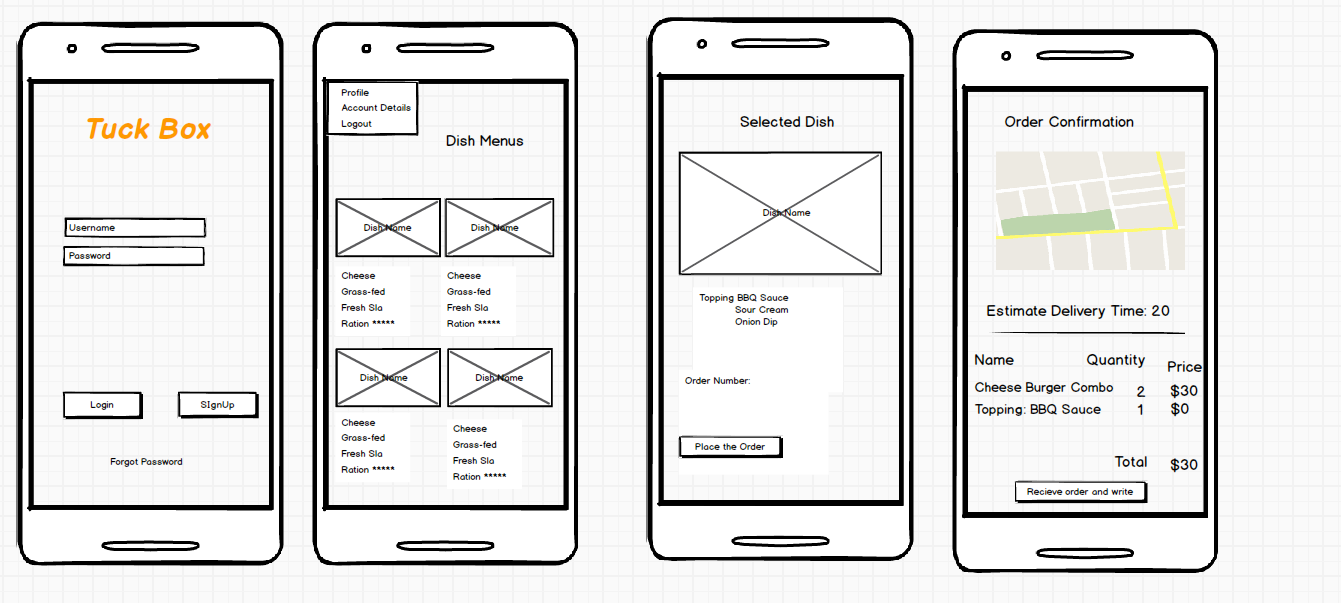 Tuck Box
Username
Password
Login
SIgnUp
Forgot Password
Profile
Account Details
Logout
Dish Menus
Dish Name
Dish Name
Cheese
Grass-fed
Fresh Sla
Ration *****
Cheese
Grass-fed
Fresh Sla
Ration *****
Dish Name
Dish Name
Cheese
Grass-fed
Fresh Sla
Ration *****
Cheese
Grass-fed
Fresh Sla
Ration *****
Selected Dish
Dish Name
Topping BBQ Sauce
Sour Cream
Onion Dip
Order Number:
Place the Order
Order Confirmation
Estimate Delivery Time: 20
Name Quantity Price
Cheese Burger Combo 2 $30
Topping: BBQ Sauce 1 $0
Total $30
Recieve order and write